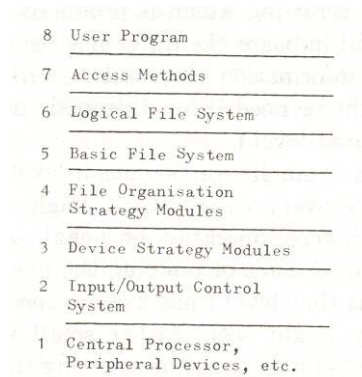 8 User Program
7 Access Methods
6 Logical File System
5 Basic File System
4 File Organisation
Strategy Modules
3 Device Strategy Modules
2 Input/Output Control
System
1 Central Processor,
Peripheral Devices, etc.